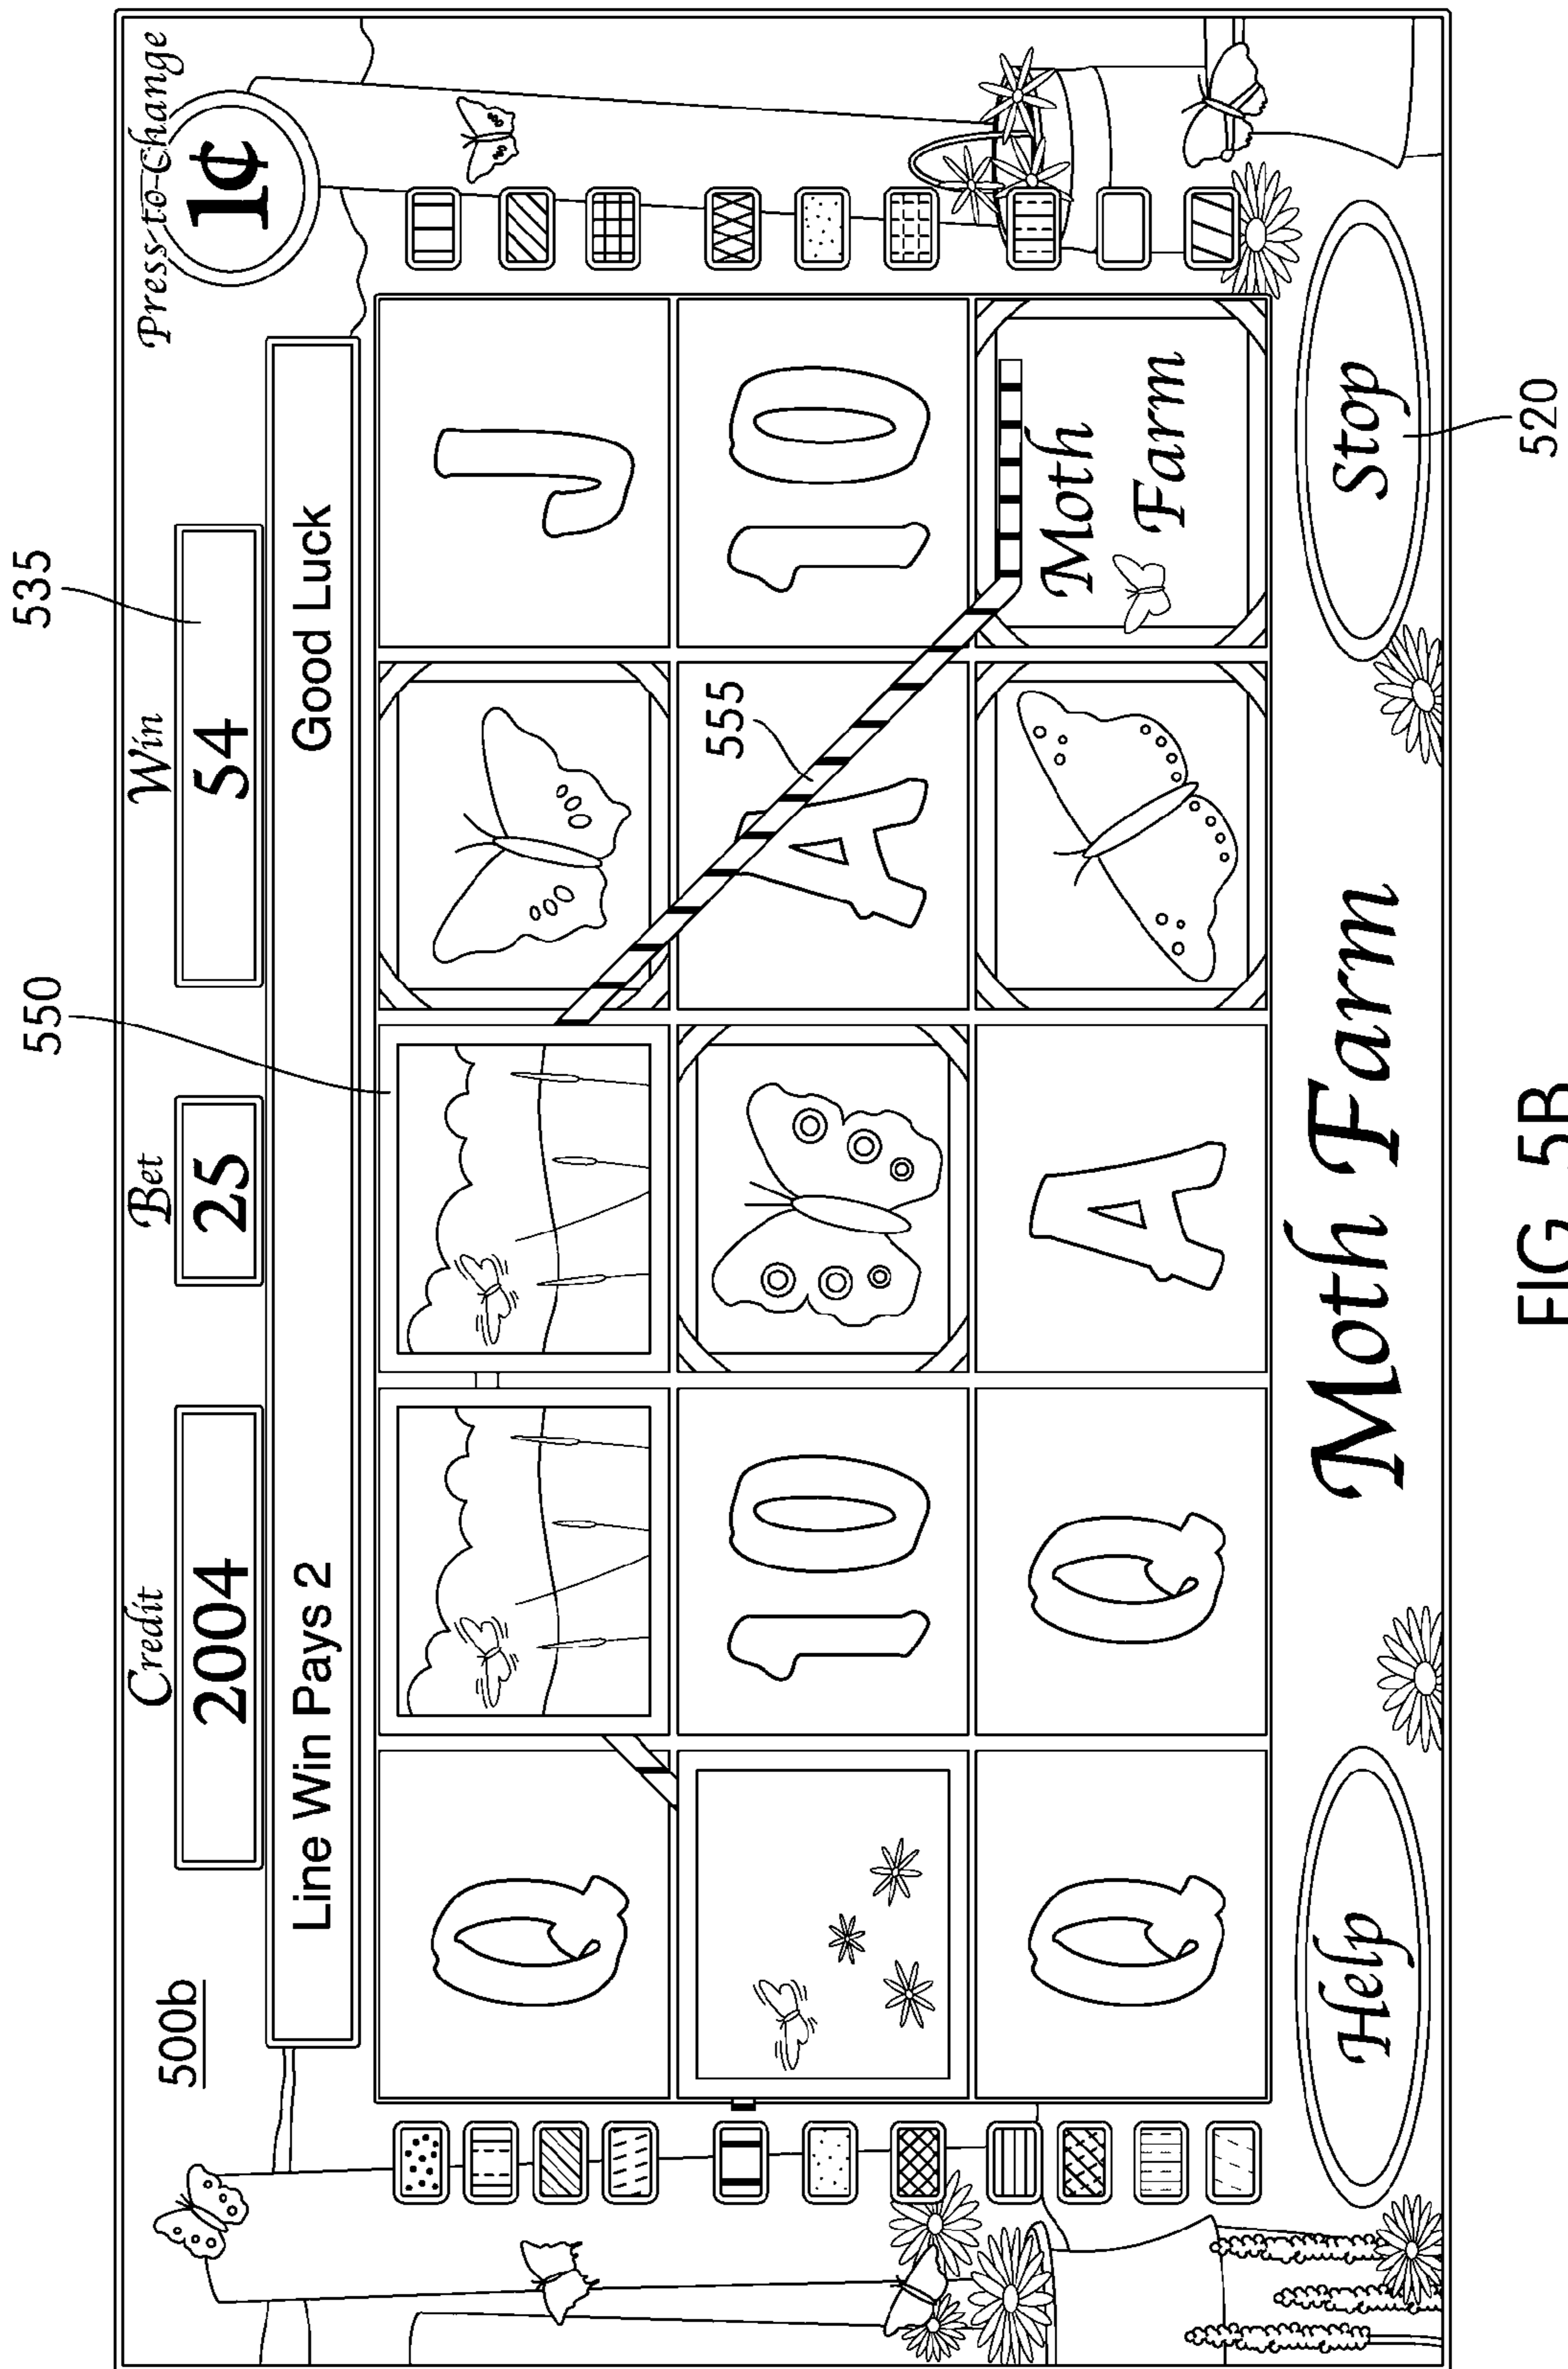 535
550
500b
Credit
Bet
Win
Press-to-Change
2004
25
54
1¢
Line Win Pays 2
Good Luck
Q
J
10
555
A
10
Q
Q
A
Moth
Farm
Help
Moth Farm
Stop
520
FIG. 5B